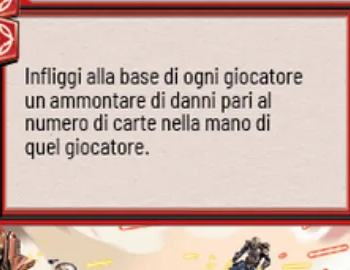 Infliggi alla base di ogni giocatore
un ammontare di danni pari al
numero di carte nella mano di
quel giocatore.